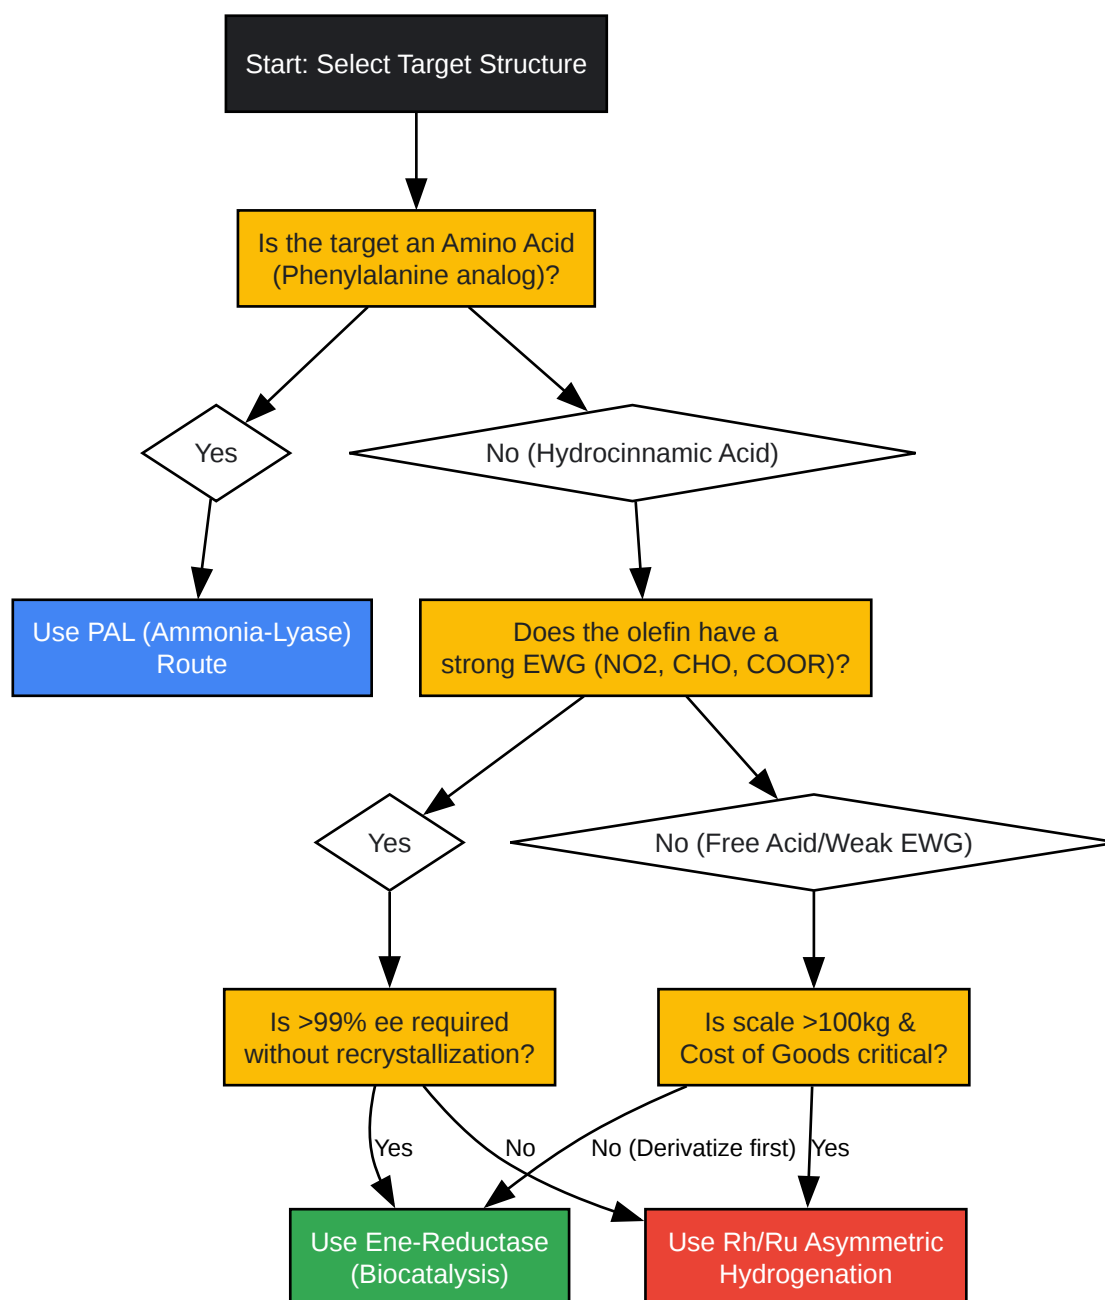 Start: Select Target Structure
Is the target an Amino Acid
(Phenylalanine analog)?
Yes
No (Hydrocinnamic Acid)
Use PAL (Ammonia-Lyase)
Route
Does the olefin have a
strong EWG (NO2, CHO, COOR)?
Yes
No (Free Acid/Weak EWG)
Is >99% ee required
without recrystallization?
Is scale >100kg &
Cost of Goods critical?
Yes
No
No (Derivatize first)
Yes
Use Ene-Reductase
(Biocatalysis)
Use Rh/Ru Asymmetric
Hydrogenation